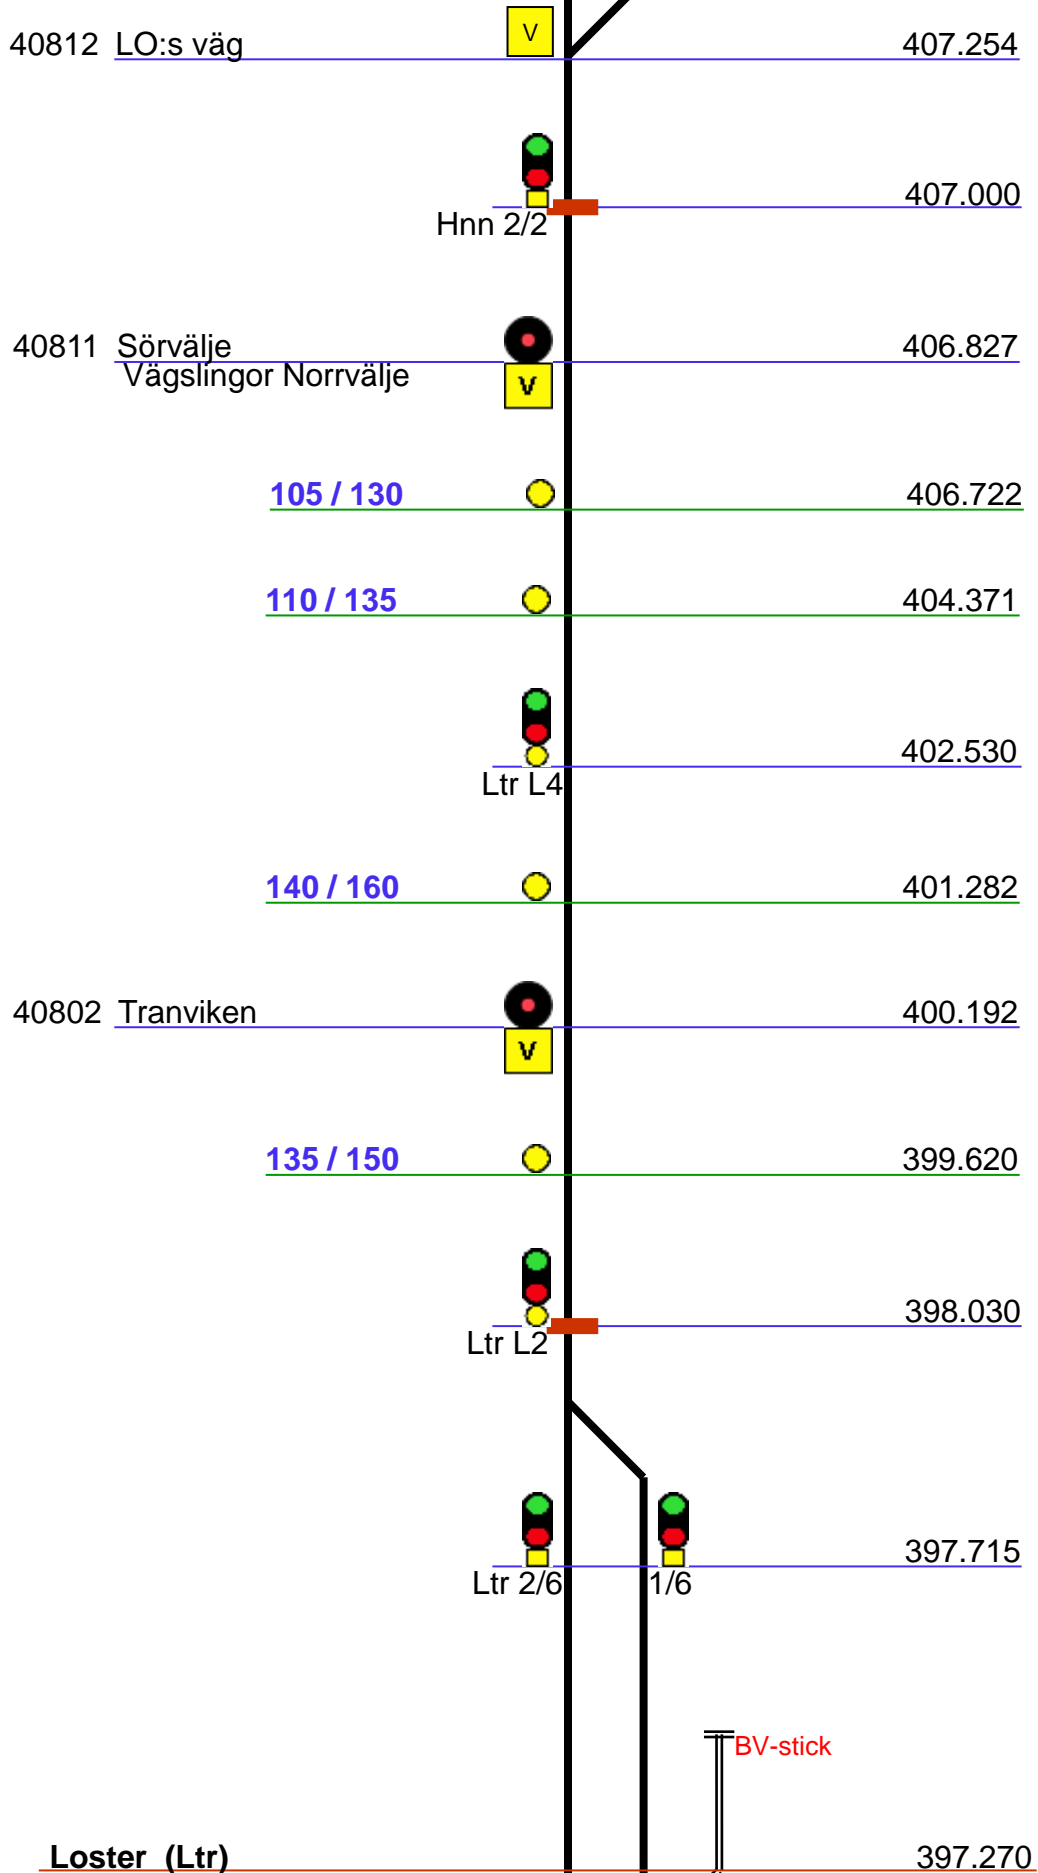 40812 LO:s väg V 407.254
407.000
Hnn 2/2
40811 Sörvälje 406.827
Vägslingor Norrvälje V
105 / 130 406.722
110 / 135 404.371
402.530
Ltr L4
140 / 160 401.282
40802 Tranviken 400.192
V
135 / 150 399.620
398.030
Ltr L2
397.715
Ltr 2/6 1/6
BV-stick
Loster (Ltr) 397.270